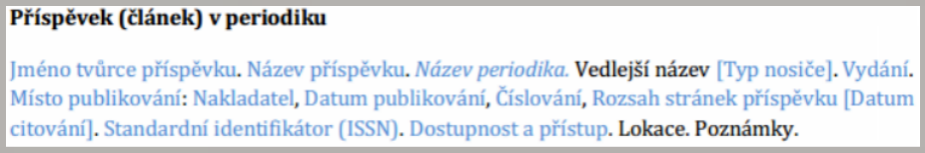 Příspěvek (článek) v periodiku
Jméno tvůrce příspěvku. Název příspěvku. Název periodika. Vedlejší název [Typ nosiče]. Vydání.
Místo publikování: Nakladatel, Datum publikování, Číslování, Rozsah stránek příspěvku [Datum
citování]. Standardní identifikátor (ISSN). Dostupnost a přístup. Lokace. Poznámky.